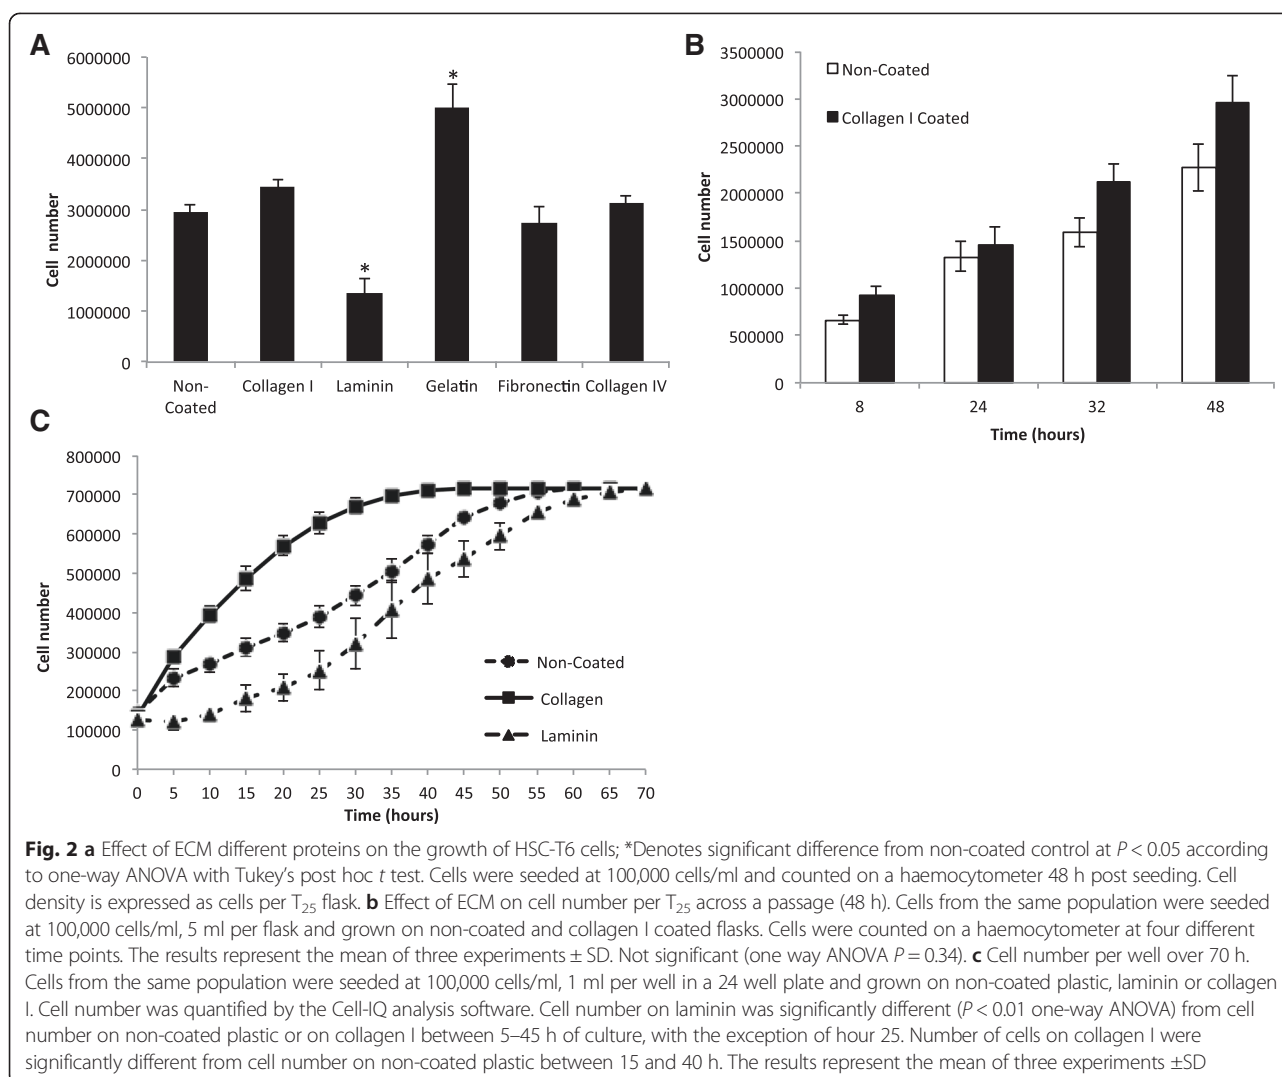 A
6000000
5000000
4000000
3000000
2000000
1000000
0
Cell number
*
*
Non-
Coated
Collagen I
Laminin
Gelatin
Fibronectin
Collagen IV
B
3500000
3000000
2500000
2000000
1500000
1000000
500000
0
Cell number
Non-Coated
Collagen I Coated
8
24
32
48
Time (hours)
C
800000
700000
600000
500000
400000
300000
200000
100000
0
Cell number
Non-Coated
Collagen
Laminin
0 5 10 15 20 25 30 35 40 45 50 55 60 65 70
Time (hours)
Fig. 2 a Effect of ECM different proteins on the growth of HSC-T6 cells; *Denotes significant difference from non-coated control at P < 0.05 according
to one-way ANOVA with Tukey's post hoc t test. Cells were seeded at 100,000 cells/ml and counted on a haemocytometer 48 h post seeding. Cell
density is expressed as cells per T25 flask. b Effect of ECM on cell number per T25 across a passage (48 h). Cells from the same population were seeded
at 100,000 cells/ml, 5 ml per flask and grown on non-coated and collagen I coated flasks. Cells were counted on a haemocytometer at four different
time points. The results represent the mean of three experiments ± SD. Not significant (one way ANOVA P = 0.34). c Cell number per well over 70 h.
Cells from the same population were seeded at 100,000 cells/ml, 1 ml per well in a 24 well plate and grown on non-coated plastic, laminin or collagen
I. Cell number was quantified by the Cell-IQ analysis software. Cell number on laminin was significantly different (P < 0.01 one-way ANOVA) from cell
number on non-coated plastic or on collagen I between 5–45 h of culture, with the exception of hour 25. Number of cells on collagen I were
significantly different from cell number on non-coated plastic between 15 and 40 h. The results represent the mean of three experiments ±SD